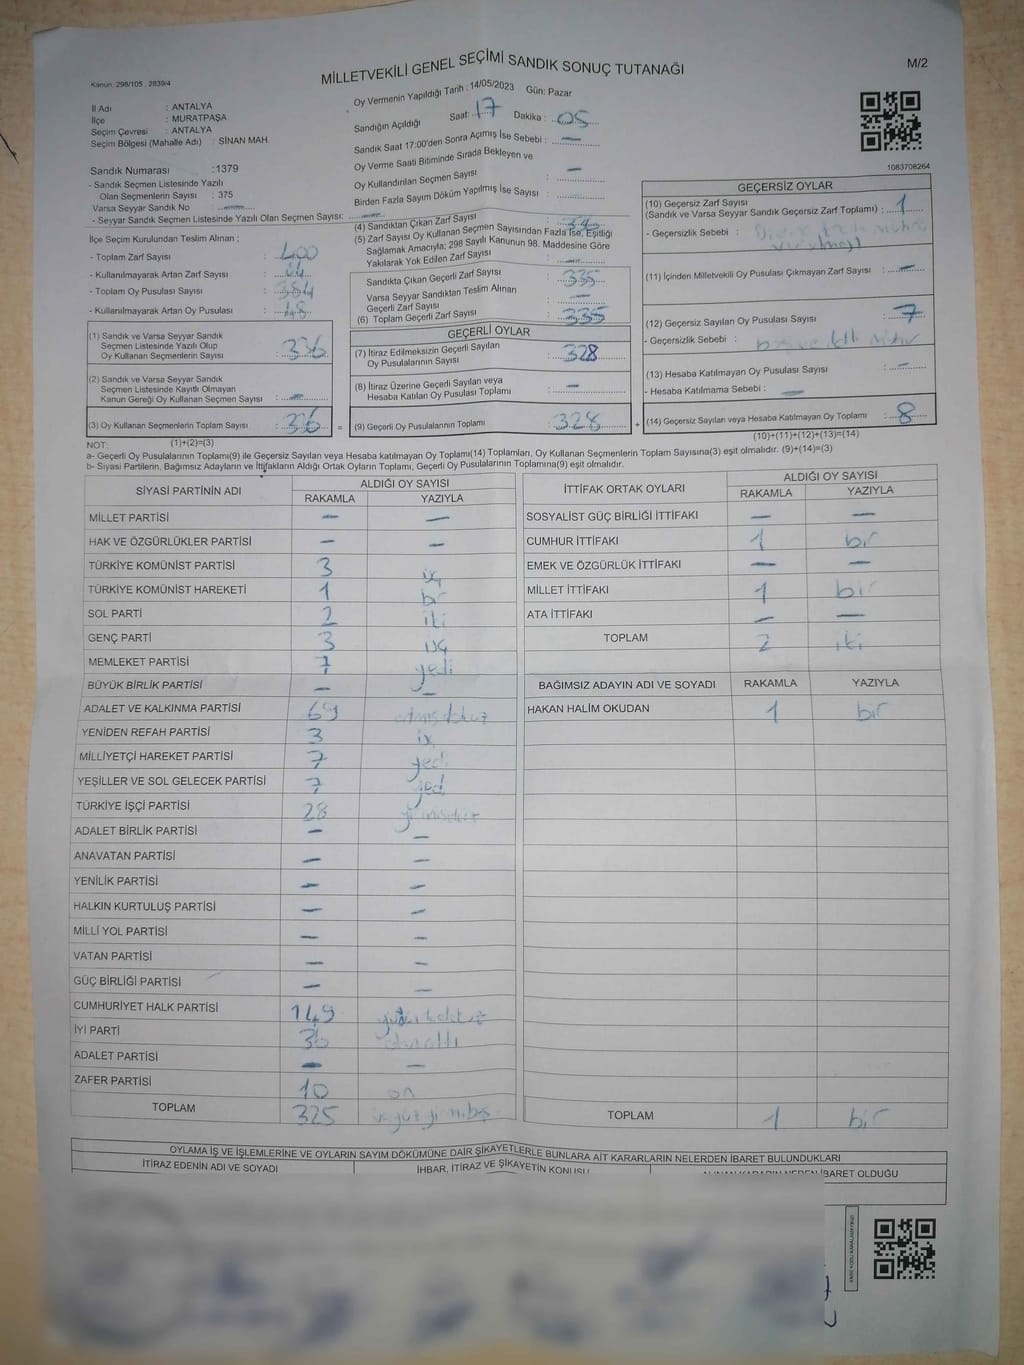 MİLLETVEKİLİ GENEL SEÇİMİ SANDIK SONUÇ TUTANAĞI
M/2
Kanun: 298/105 , 2839/4
İl Adı : ANTALYA
İlçe : MURATPAŞA
Seçim Çevresi : ANTALYA
Seçim Bölgesi (Mahalle Adı) : SİNAN MAH.
Sandık Numarası :1379
- Sandık Seçmen Listesinde Yazılı
Olan Seçmenlerin Sayısı : 375
Varsa Seyyar Sandık No : —
- Seyyar Sandık Seçmen Listesinde Yazılı Olan Seçmen Sayısı: —
Oy Vermenin Yapıldığı Tarih : 14/05/2023 Gün: Pazar
Sandığın Açıldığı Saat: 17 Dakika : 05
Sandık Saat 17:00'den Sonra Açılmış İse Sebebi : —
Oy Verme Saati Bitiminde Sırada Bekleyen ve
Oy Kullandırılan Seçmen Sayısı : —
Birden Fazla Sayım Döküm Yapılmış İse Sayısı :
1083708264
İlçe Seçim Kurulundan Teslim Alınan ;
- Toplam Zarf Sayısı : 400
- Kullanılmayarak Artan Zarf Sayısı :
- Toplam Oy Pusulası Sayısı : 384
- Kullanılmayarak Artan Oy Pusulası : 48
(1) Sandık ve Varsa Seyyar Sandık
Seçmen Listesinde Yazılı Olup
Oy Kullanan Seçmenlerin Sayısı : 336
(2) Sandık ve Varsa Seyyar Sandık
Seçmen Listesinde Kayıtlı Olmayan
Kanun Gereği Oy Kullanan Seçmen Sayısı : —
(3) Oy Kullanan Seçmenlerin Toplam Sayısı : 336
(1)+(2)=(3)
(4) Sandıktan Çıkan Zarf Sayısı :
(5) Zarf Sayısı Oy Kullanan Seçmen Sayısından Fazla İse, Eşitliği
Sağlamak Amacıyla; 298 Sayılı Kanunun 98. Maddesine Göre
Yakılarak Yok Edilen Zarf Sayısı : —
Sandıkta Çıkan Geçerli Zarf Sayısı : 335
Varsa Seyyar Sandıktan Teslim Alınan
Geçerli Zarf Sayısı : —
(6) Toplam Geçerli Zarf Sayısı : 335
GEÇERLİ OYLAR
(7) İtiraz Edilmeksizin Geçerli Sayılan
Oy Pusulalarının Sayısı : 328
(8) İtiraz Üzerine Geçerli Sayılan veya
Hesaba Katılan Oy Pusulası Toplamı : —
= (9) Geçerli Oy Pusulalarının Toplamı : 328
GEÇERSİZ OYLAR
(10) Geçersiz Zarf Sayısı
(Sandık ve Varsa Seyyar Sandık Geçersiz Zarf Toplamı) : 1
- Geçersizlik Sebebi :
(11) İçinden Milletvekili Oy Pusulası Çıkmayan Zarf Sayısı : —
(12) Geçersiz Sayılan Oy Pusulası Sayısı : 7
- Geçersizlik Sebebi :
(13) Hesaba Katılmayan Oy Pusulası Sayısı : —
- Hesaba Katılmama Sebebi : —
+ (14) Geçersiz Sayılan veya Hesaba Katılmayan Oy Toplamı : 8
(10)+(11)+(12)+(13)=(14)
NOT:
a- Geçerli Oy Pusulalarının Toplamı(9) ile Geçersiz Sayılan veya Hesaba katılmayan Oy Toplamı(14) Toplamları, Oy Kullanan Seçmenlerin Toplam Sayısına(3) eşit olmalıdır. (9)+(14)=(3)
b- Siyasi Partilerin, Bağımsız Adayların ve İttifakların Aldığı Ortak Oyların Toplamı, Geçerli Oy Pusulalarının Toplamına(9) eşit olmalıdır.
SİYASİ PARTİNİN ADI ALDIĞI OY SAYISI
RAKAMLA YAZIYLA
MİLLET PARTİSİ — —
HAK VE ÖZGÜRLÜKLER PARTİSİ — —
TÜRKİYE KOMÜNİST PARTİSİ 3 üç
TÜRKİYE KOMÜNİST HAREKETİ 1 bir
SOL PARTİ 2 iki
GENÇ PARTİ 3 üç
MEMLEKET PARTİSİ 7 yedi
BÜYÜK BİRLİK PARTİSİ — —
ADALET VE KALKINMA PARTİSİ 69 altmışdokuz
YENİDEN REFAH PARTİSİ 3 üç
MİLLİYETÇİ HAREKET PARTİSİ 7 yedi
YEŞİLLER VE SOL GELECEK PARTİSİ 7 yedi
TÜRKİYE İŞÇİ PARTİSİ 28 yirmisekiz
ADALET BİRLİK PARTİSİ — —
ANAVATAN PARTİSİ — —
YENİLİK PARTİSİ — —
HALKIN KURTULUŞ PARTİSİ — —
MİLLİ YOL PARTİSİ — —
VATAN PARTİSİ — —
GÜÇ BİRLİĞİ PARTİSİ — —
CUMHURİYET HALK PARTİSİ 149
İYİ PARTİ 36 otuzaltı
ADALET PARTİSİ — —
ZAFER PARTİSİ 10 on
TOPLAM 325 üçyüzyirmibeş
İTTİFAK ORTAK OYLARI ALDIĞI OY SAYISI
RAKAMLA YAZIYLA
SOSYALİST GÜÇ BİRLİĞİ İTTİFAKI — —
CUMHUR İTTİFAKI 1 bir
EMEK VE ÖZGÜRLÜK İTTİFAKI — —
MİLLET İTTİFAKI 1 bir
ATA İTTİFAKI — —
TOPLAM 2 iki
BAĞIMSIZ ADAYIN ADI VE SOYADI RAKAMLA YAZIYLA
HAKAN HALİM OKUDAN 1 bir
TOPLAM 1 bir
OYLAMA İŞ VE İŞLEMLERİNE VE OYLARIN SAYIM DÖKÜMÜNE DAİR ŞİKAYETLERLE BUNLARA AİT KARARLARIN NELERDEN İBARET BULUNDUKLARI
İTİRAZ EDENİN ADI VE SOYADI İHBAR, İTİRAZ VE ŞİKAYETİN KONUSU ALINAN KARARIN NEDEN İBARET OLDUĞU